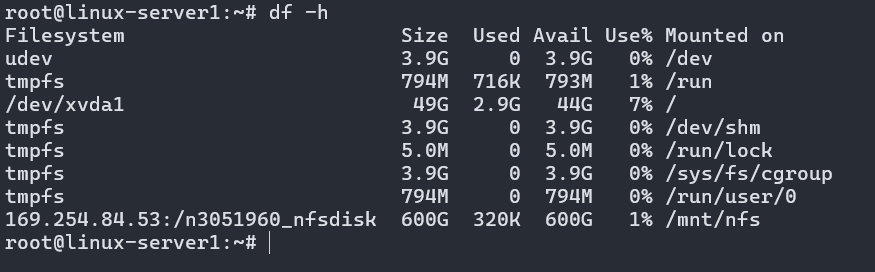 root@linux-server1:~# df -h
Filesystem                      Size  Used Avail Use% Mounted on
udev                            3.9G     0  3.9G   0% /dev
tmpfs                           794M  716K  793M   1% /run
/dev/xvda1                       49G  2.9G   44G   7% /
tmpfs                           3.9G     0  3.9G   0% /dev/shm
tmpfs                           5.0M     0  5.0M   0% /run/lock
tmpfs                           3.9G     0  3.9G   0% /sys/fs/cgroup
tmpfs                           794M     0  794M   0% /run/user/0
169.254.84.53:/n3051960_nfsdisk  600G  320K  600G   1% /mnt/nfs
root@linux-server1:~#